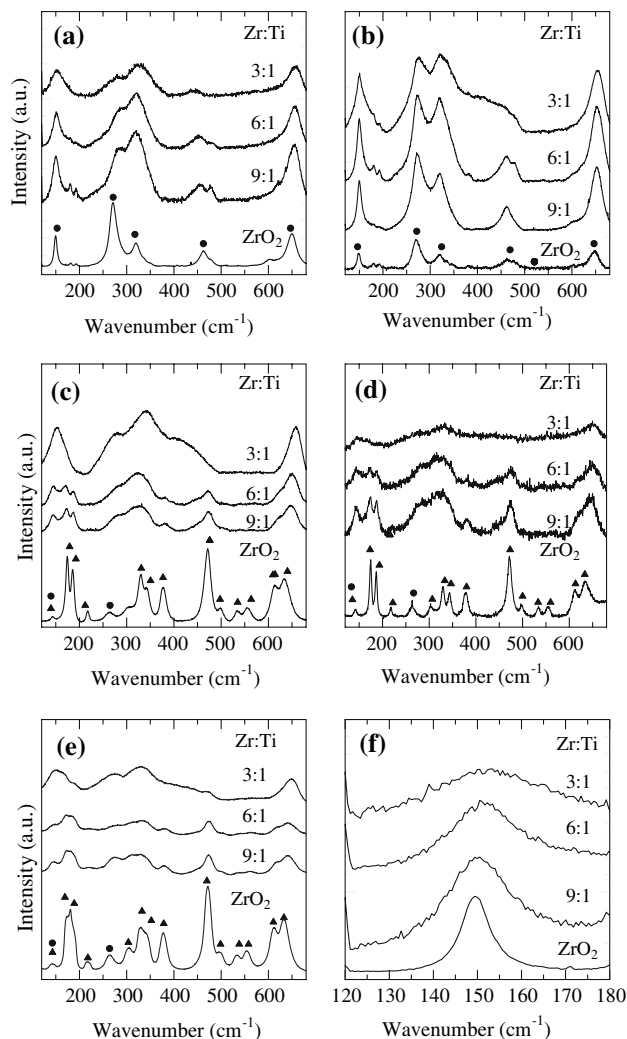 (a)
Zr:Ti
3:1
6:1
9:1
ZrO₂
Intensity (a.u.)
200 300 400 500 600
Wavenumber (cm⁻¹)
(b)
Zr:Ti
3:1
6:1
9:1
ZrO₂
200 300 400 500 600
Wavenumber (cm⁻¹)
(c)
Zr:Ti
3:1
6:1
9:1
ZrO₂
Intensity (a.u.)
200 300 400 500 600
Wavenumber (cm⁻¹)
(d)
Zr:Ti
3:1
6:1
9:1
ZrO₂
200 300 400 500 600
Wavenumber (cm⁻¹)
(e)
Zr:Ti
3:1
6:1
9:1
ZrO₂
Intensity (a.u.)
200 300 400 500 600
Wavenumber (cm⁻¹)
(f)
Zr:Ti
3:1
6:1
9:1
ZrO₂
120 130 140 150 160 170 180
Wavenumber (cm⁻¹)